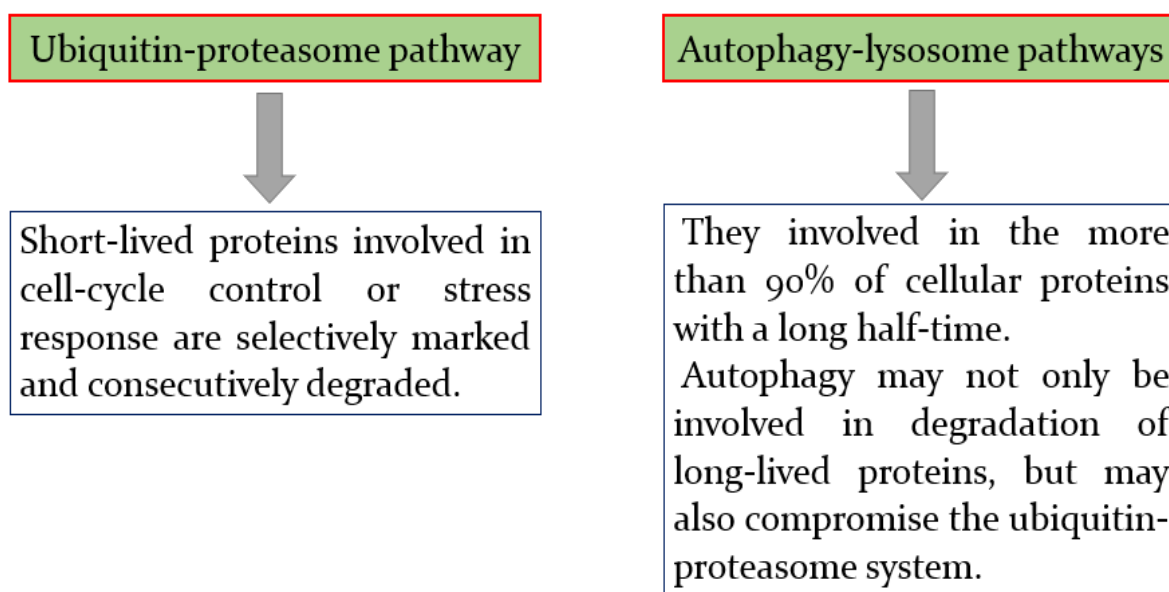 Ubiquitin-proteasome pathway
Short-lived proteins involved in
cell-cycle control or stress
response are selectively marked
and consecutively degraded.
Autophagy-lysosome pathways
They involved in the more
than 90% of cellular proteins
with a long half-time.
Autophagy may not only be
involved in degradation of
long-lived proteins, but may
also compromise the ubiquitin-
proteasome system.